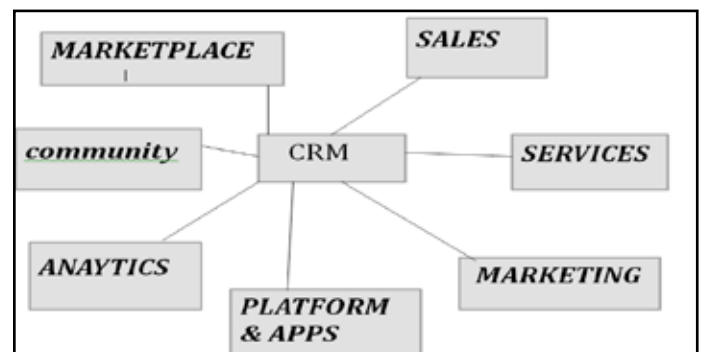 MARKETPLACE
SALES
community
CRM
SERVICES
ANAYTICS
MARKETING
PLATFORM
& APPS